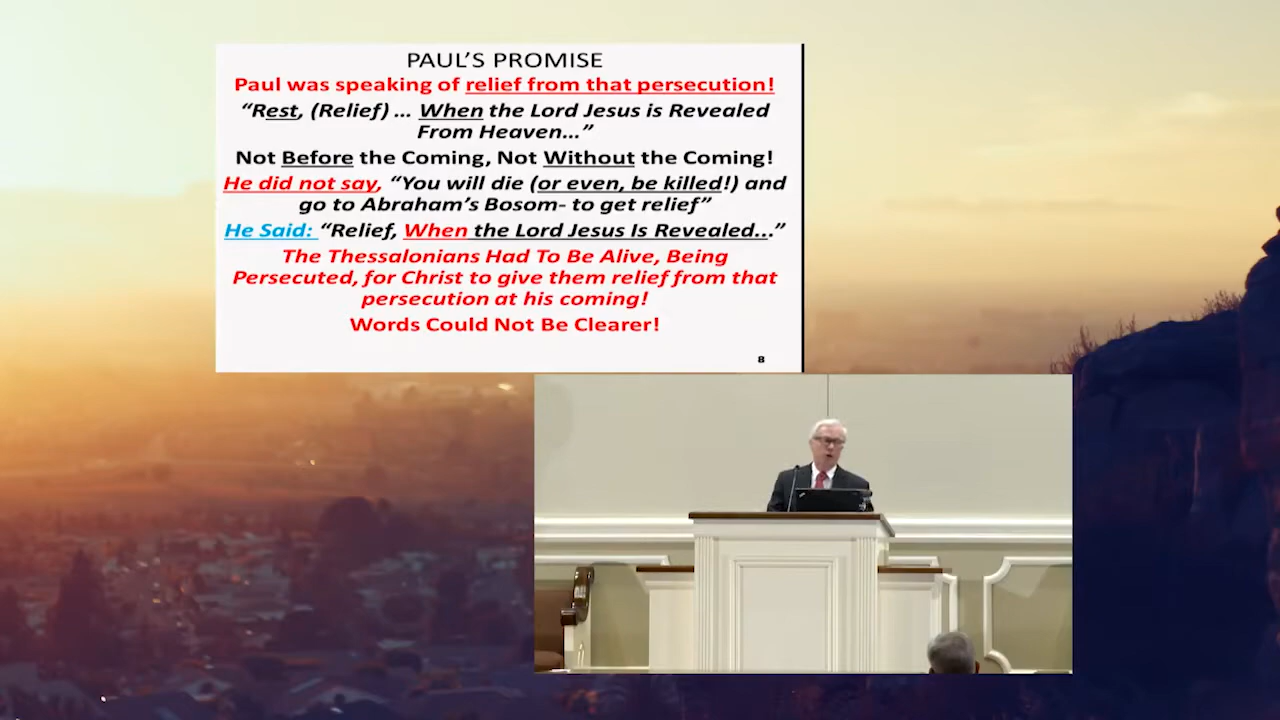 PAUL'S PROMISE
Paul was speaking of relief from that persecution!
“Rest, (Relief) … When the Lord Jesus is Revealed
From Heaven…”
Not Before the Coming, Not Without the Coming!
He did not say, “You will die (or even, be killed!) and
go to Abraham’s Bosom- to get relief”
He Said: “Relief, When the Lord Jesus Is Revealed...”
The Thessalonians Had To Be Alive, Being
Persecuted, for Christ to give them relief from that
persecution at his coming!
Words Could Not Be Clearer!
8